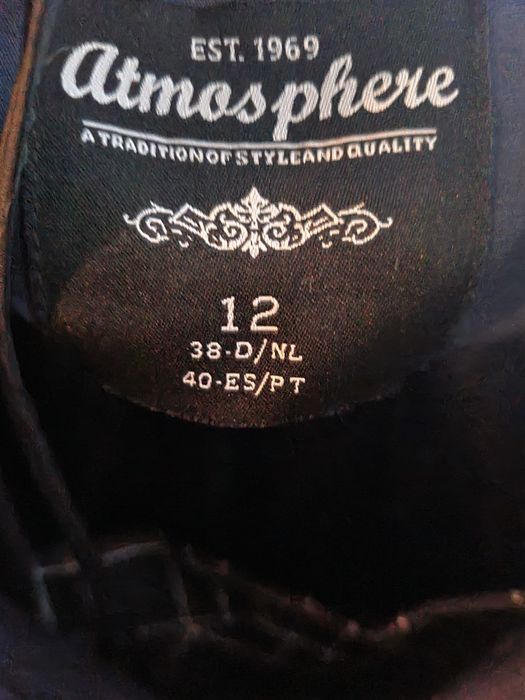 EST. 1969
atmosphere
A TRADITION OF STYLE AND QUALITY
12
38-D/NL
40-ES/PT